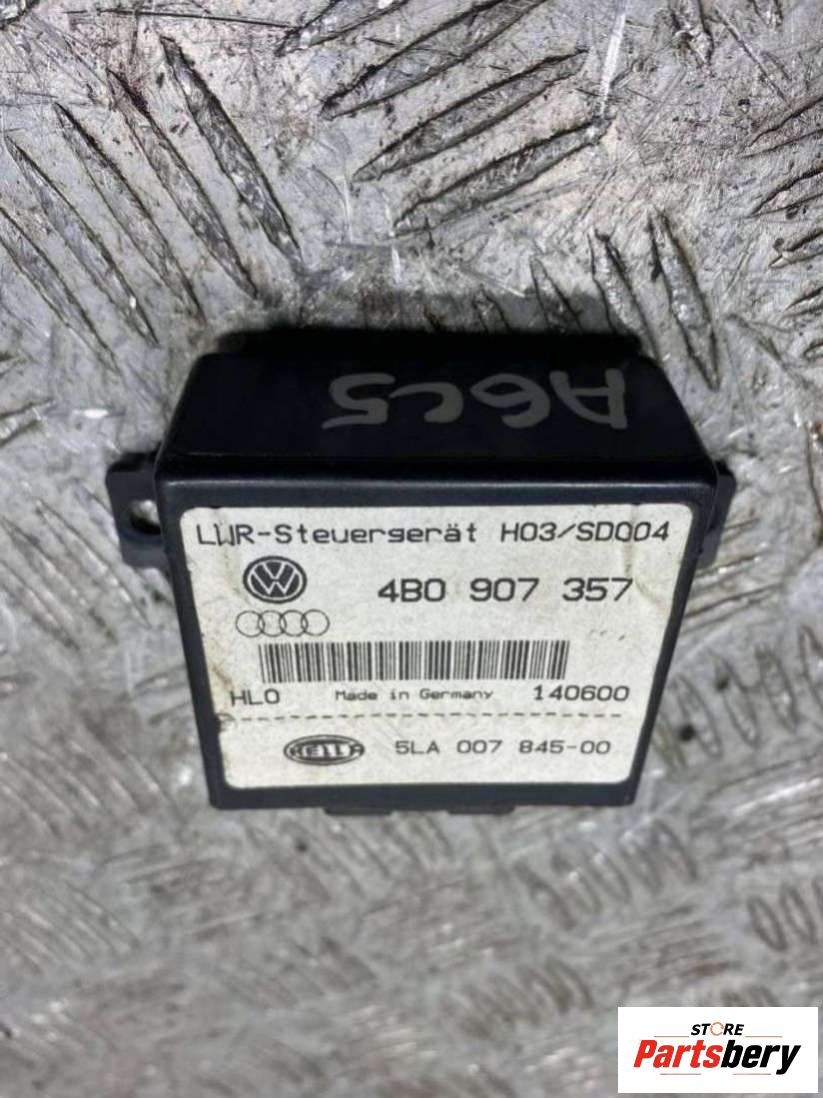 A6C5
LWR-Steuergerät H03/SD004
4B0 907 357
HLO Made in Germany 140600
HELLA 5LA 007 845-00
STORE
Partsbery